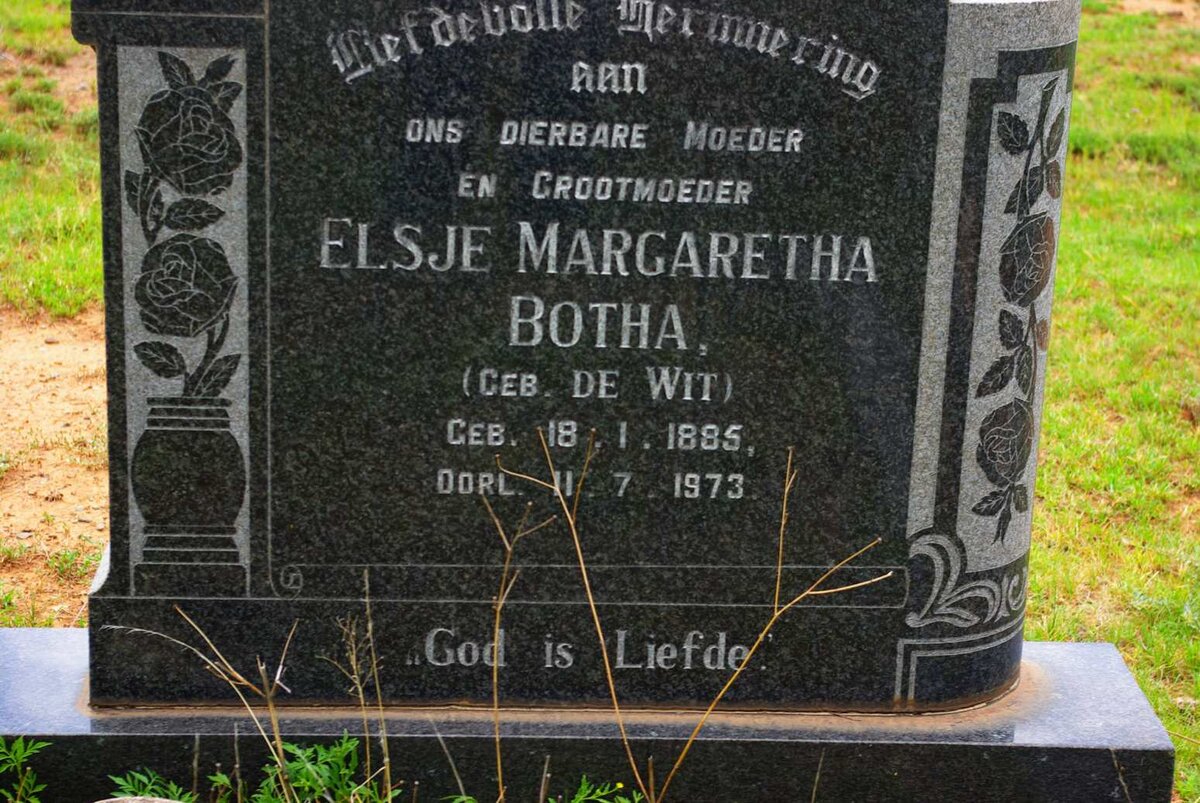 Liefdevolle Herinnering
aan
ONS DIERBARE MOEDER
EN GROOTMOEDER
ELSJE MARGARETHA
BOTHA,
(GEB. DE WIT)
GEB. 18.1.1885,
OORL. 11.7.1973.
„God is Liefde.”